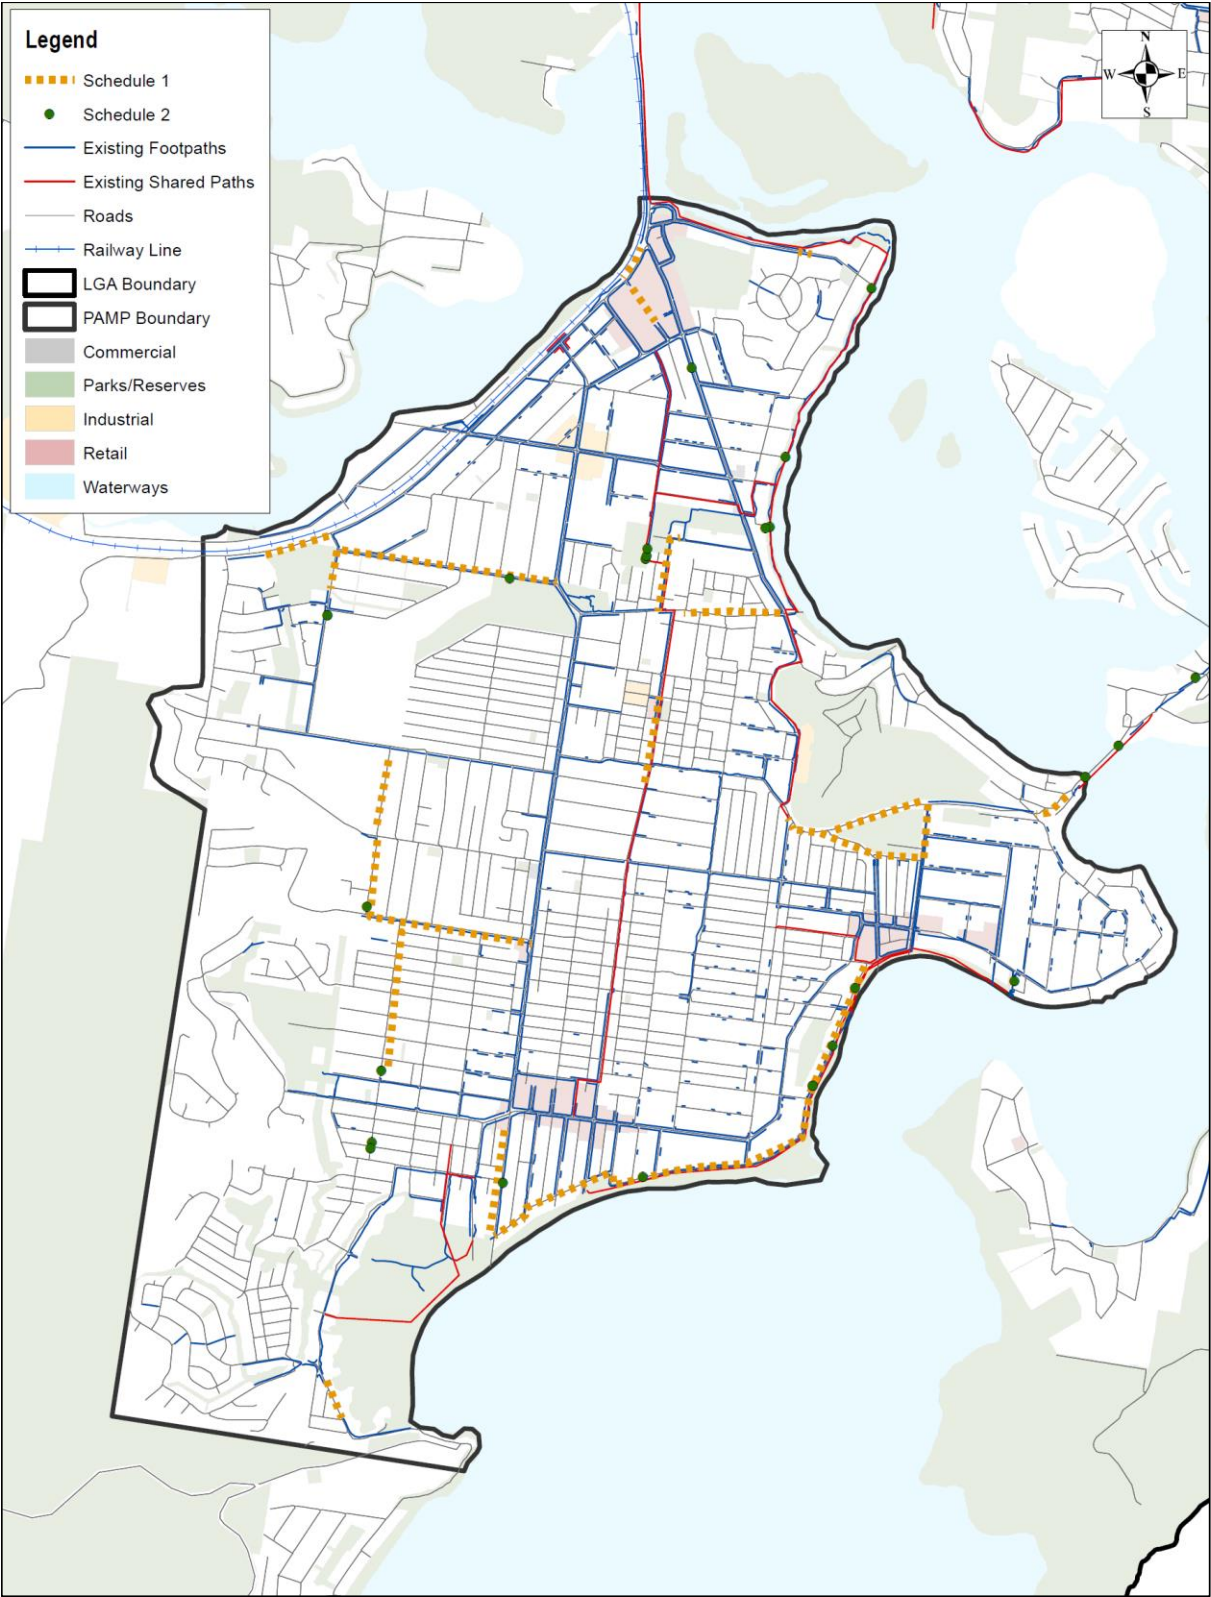 Legend
Schedule 1
Schedule 2
Existing Footpaths
Existing Shared Paths
Roads
Railway Line
LGA Boundary
PAMP Boundary
Commercial
Parks/Reserves
Industrial
Retail
Waterways
N
W E
S